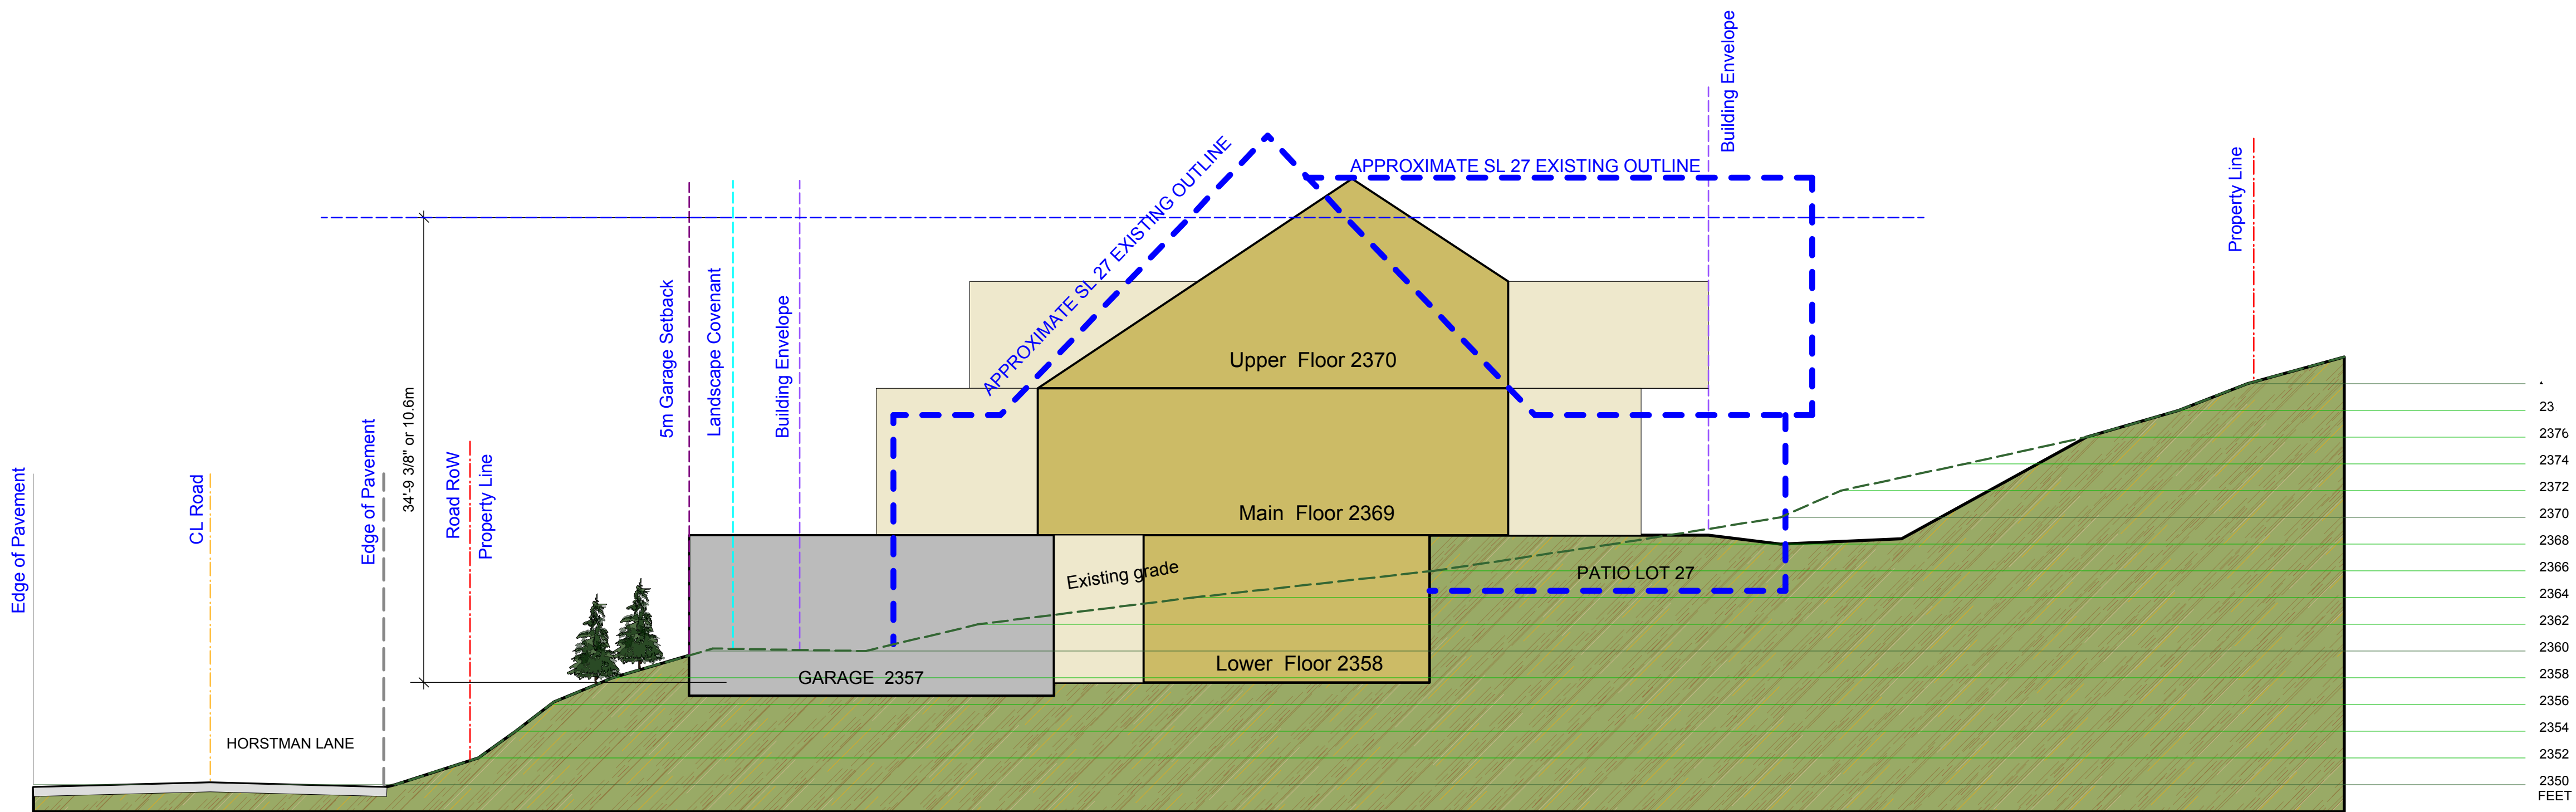 Edge of Pavement
CL Road
Edge of Pavement
34'-9 3/8" or 10.6m
Road RoW
Property Line
5m Garage Setback
Landscape Covenant
Building Envelope
APPROXIMATE SL 27 EXISTING OUTLINE
APPROXIMATE SL 27 EXISTING OUTLINE
Building Envelope
Property Line
Upper Floor 2370
Main Floor 2369
Existing grade
PATIO LOT 27
Lower Floor 2358
GARAGE 2357
HORSTMAN LANE
23
2376
2374
2372
2370
2368
2366
2364
2362
2360
2358
2356
2354
2352
2350
FEET